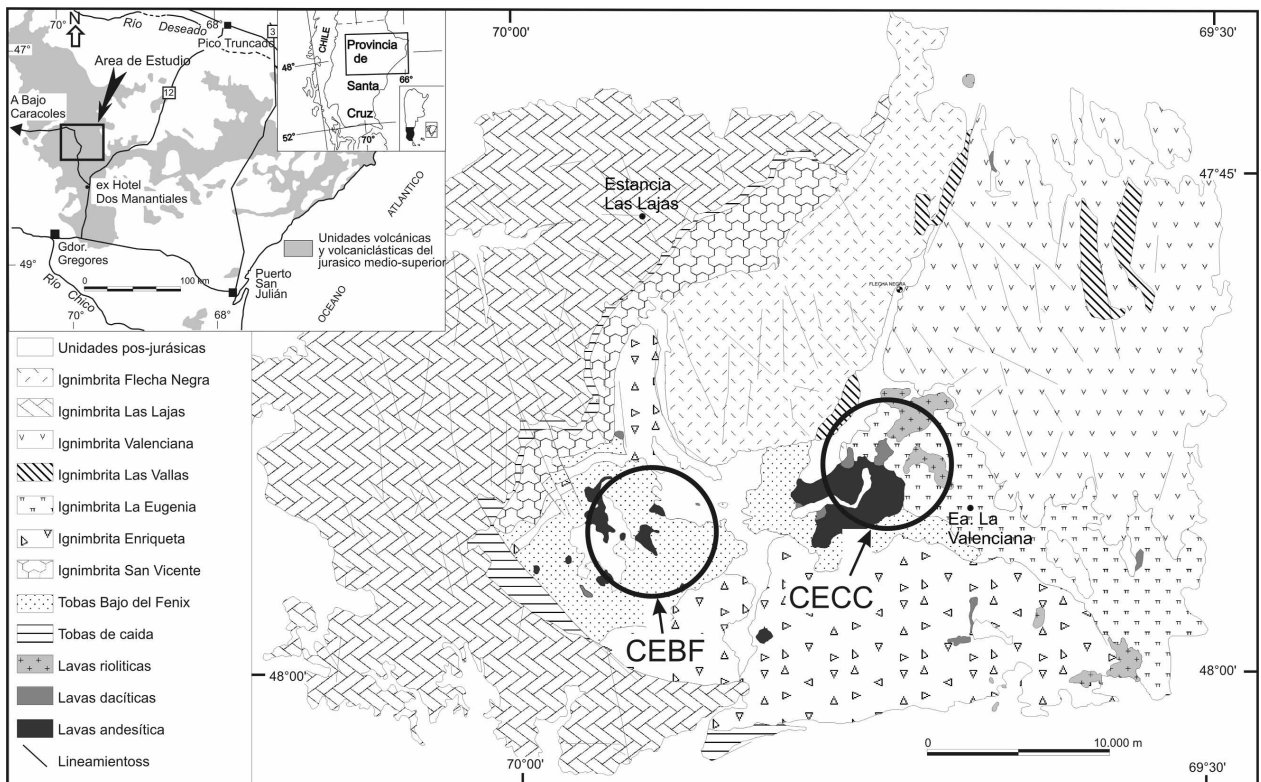 70°
68°
N
Río Deseado
3
Pico Truncado
47°
Area de Estudio
12
A Bajo
Caracoles
ex Hotel
Dos Manantiales
Gdor.
Gregores
49°
0 100 km
Río Chico
Puerto
San
Julián
70°
68°
OCEANO
ATLANTICO
Unidades volcánicas
y volcaniclásticas del
jurasico medio-superior
CHILE
Provincia
de
Santa
Cruz
48°
66°
52°
70°
Unidades pos-jurásicas
Ignimbrita Flecha Negra
Ignimbrita Las Lajas
Ignimbrita Valenciana
Ignimbrita Las Vallas
Ignimbrita La Eugenia
Ignimbrita Enriqueta
Ignimbrita San Vicente
Tobas Bajo del Fenix
Tobas de caida
Lavas rioliticas
Lavas dacíticas
Lavas andesítica
Lineamientoss
70°00'
69°30'
47°45'
Estancia
Las Lajas
FLECHA NEGRA
Ea. La
Valenciana
CECC
CEBF
48°00'
48°00'
0 10.000 m
70°00'
69°30'